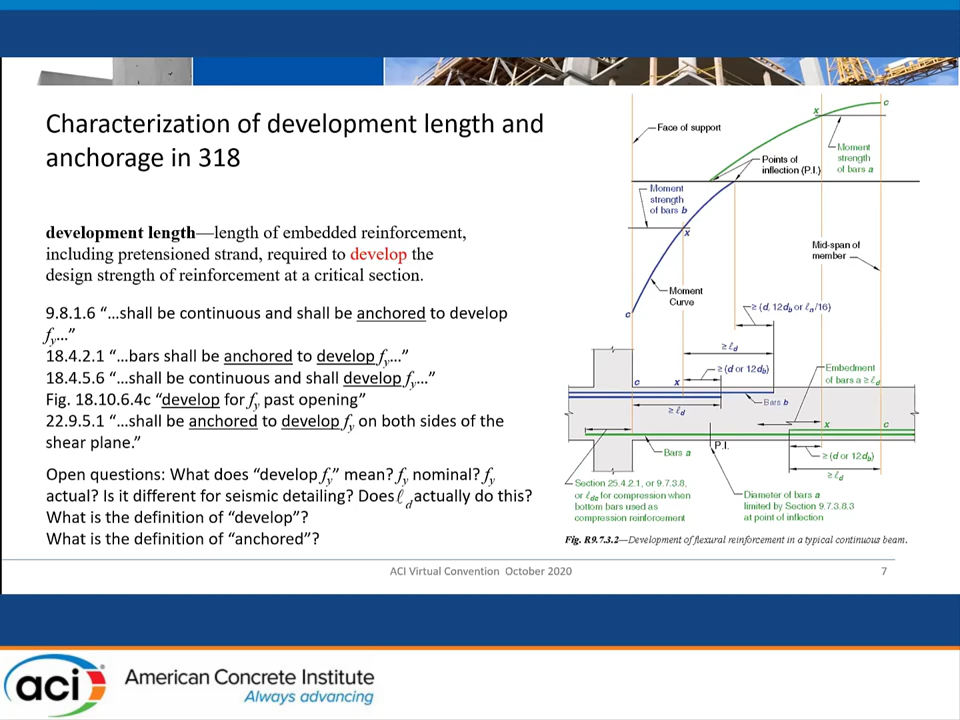 Characterization of development length and
anchorage in 318
development length—length of embedded reinforcement,
including pretensioned strand, required to develop the
design strength of reinforcement at a critical section.
9.8.1.6 “…shall be continuous and shall be anchored to develop
fy…”
18.4.2.1 “…bars shall be anchored to develop fy…”
18.4.5.6 “…shall be continuous and shall develop fy…”
Fig. 18.10.6.4c “develop for fy past opening”
22.9.5.1 “…shall be anchored to develop fy on both sides of the
shear plane.”
Open questions: What does “develop fy” mean? fy nominal? fy
actual? Is it different for seismic detailing? Does ℓd actually do this?
What is the definition of “develop”?
What is the definition of “anchored”?
c
x
Face of support
Moment
strength
of bars a
Points of
inflection (P.I.)
Moment
strength
of bars b
x
Mid-span of
member
Moment
Curve
c
≥ (d, 12db or ℓn/16)
≥ ℓd
≥ (d or 12db)
Embedment
of bars a ≥ ℓd
c
x
Bars b
≥ ℓd
x
c
P.I.
Bars a
≥ (d or 12db)
≥ ℓd
Section 25.4.2.1, or 9.7.3.8,
or ℓdc for compression when
bottom bars used as
compression reinforcement
Diameter of bars a
limited by Section 9.7.3.8.3
at point of inflection
Fig. R9.7.3.2—Development of flexural reinforcement in a typical continuous beam.
ACI Virtual Convention October 2020
7
aci
American Concrete Institute
Always advancing